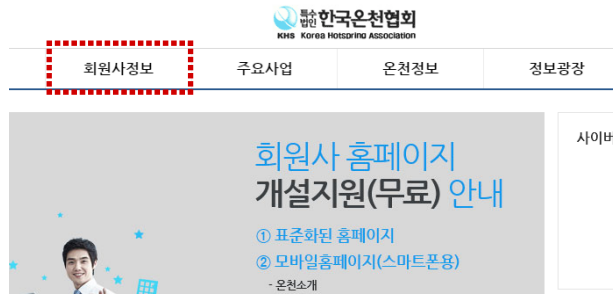 특수법인 한국온천협회
KHS Korea Hotspring Association
회원사정보 주요사업 온천정보 정보광장
사이버
회원사 홈페이지
개설지원(무료) 안내
① 표준화된 홈페이지
② 모바일홈페이지(스마트폰용)
- 온천소개